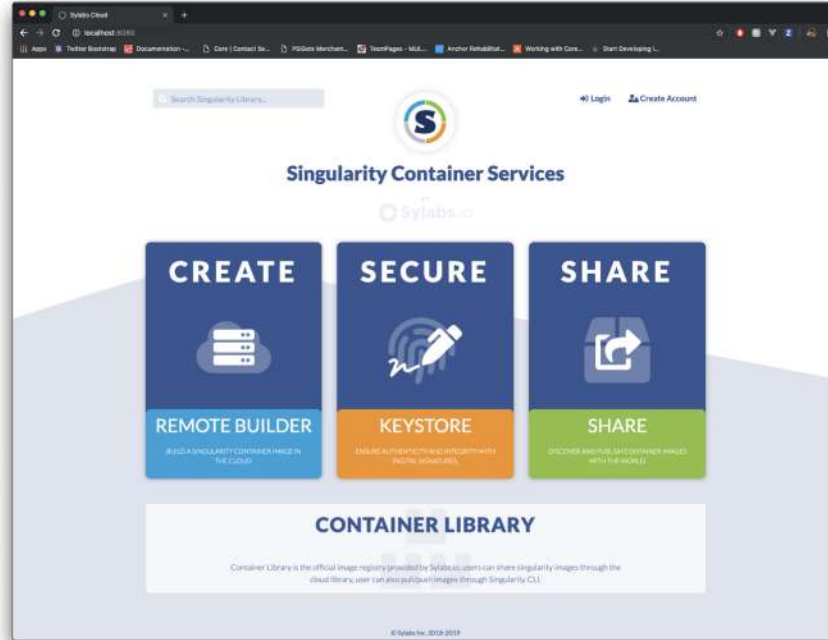 Sylabs Cloud
localhost:8080
Apps Twitter Bootstrap Documentation -... Core | Contact Se... PSiGate Merchant... TeamPages - MUL... Anchor Rehabilitat... Working with Core... Start Developing i...
Search Singularity Library...
Login Create Account
S
Singularity Container Services
Sylabs.io
CREATE SECURE SHARE
REMOTE BUILDER KEYSTORE SHARE
BUILD A SINGULARITY CONTAINER IMAGE IN ENSURE AUTHENTICITY AND INTEGRITY WITH DISCOVER AND PUBLISH CONTAINER IMAGES
THE CLOUD. DIGITAL SIGNATURES. WITH THE WORLD.
CONTAINER LIBRARY
Container Library is the official image registry provided by Sylabs.io, users can share singularity images through the
cloud library, user can also pull/push images through Singularity CLI.
© Sylabs Inc. 2018-2019